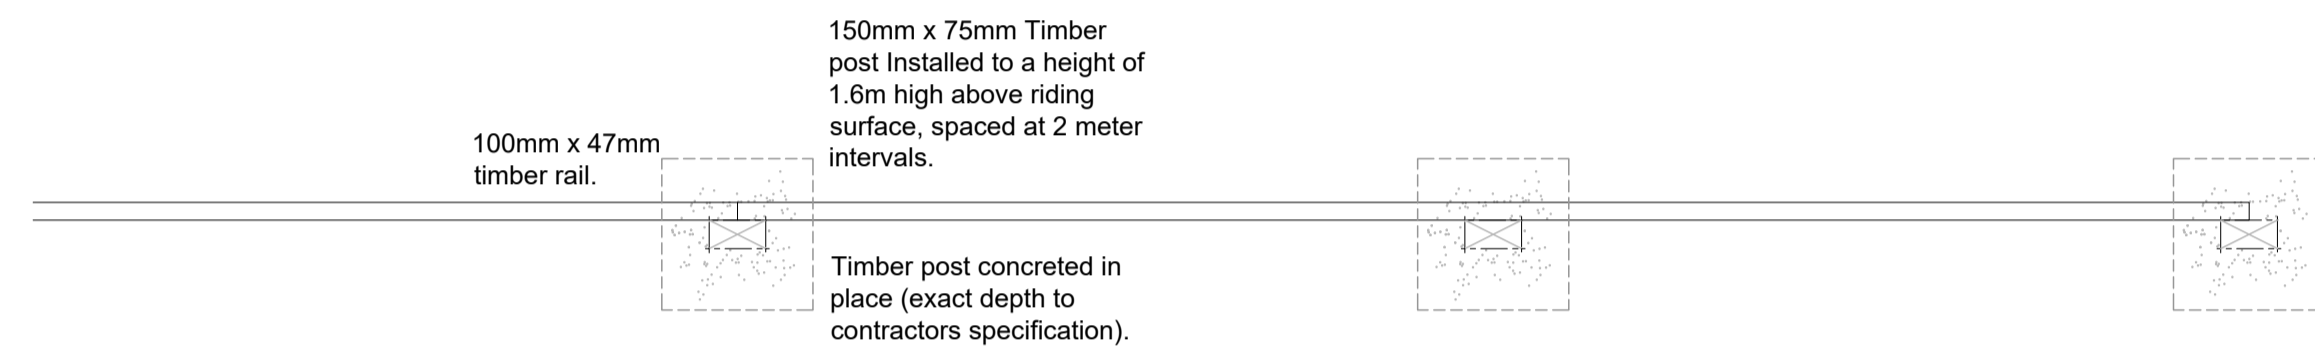 150mm x 75mm Timber
post Installed to a height of
1.6m high above riding
surface, spaced at 2 meter
intervals.
100mm x 47mm
timber rail.
Timber post concreted in
place (exact depth to
contractors specification).